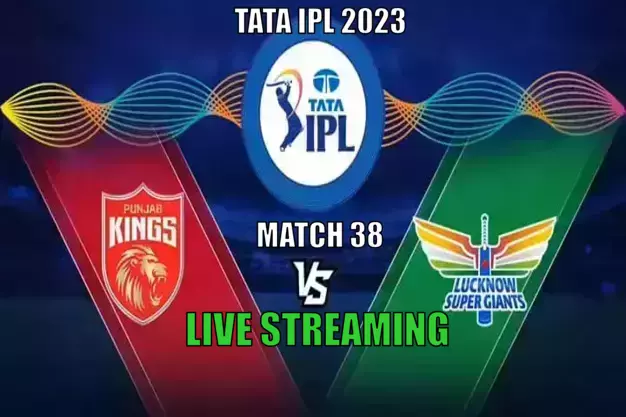 TATA IPL 2023
TATA
IPL
MATCH 38
PUNJAB
KINGS
VS
LUCKNOW
SUPER GIANTS
LIVE STREAMING